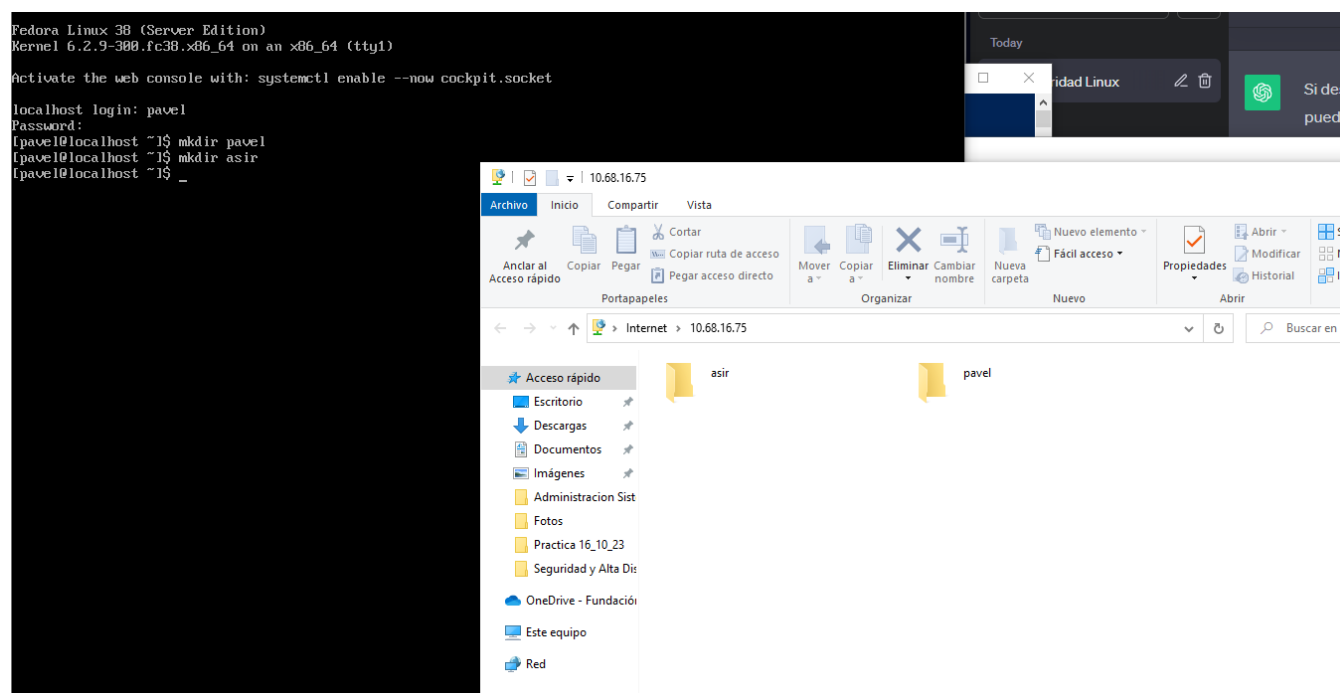 Fedora Linux 38 (Server Edition)
Kernel 6.2.9-300.fc38.x86_64 on an x86_64 (tty1)
Activate the web console with: systemctl enable --now cockpit.socket
localhost login: pavel
Password:
[pavel@localhost ~]$ mkdir pavel
[pavel@localhost ~]$ mkdir asir
[pavel@localhost ~]$ _
Today
ridad Linux
Si de
pued
10.68.16.75
Archivo Inicio Compartir Vista
Anclar al Acceso rápido
Copiar
Pegar
Cortar
Copiar ruta de acceso
Pegar acceso directo
Portapapeles
Mover a
Copiar a
Eliminar
Cambiar nombre
Organizar
Nueva carpeta
Nuevo elemento
Fácil acceso
Nuevo
Propiedades
Abrir
Modificar
Historial
Abrir
Internet > 10.68.16.75
Buscar en
Acceso rápido
Escritorio
Descargas
Documentos
Imágenes
Administracion Sist
Fotos
Practica 16_10_23
Seguridad y Alta Dis
OneDrive - Fundació
Este equipo
Red
asir
pavel